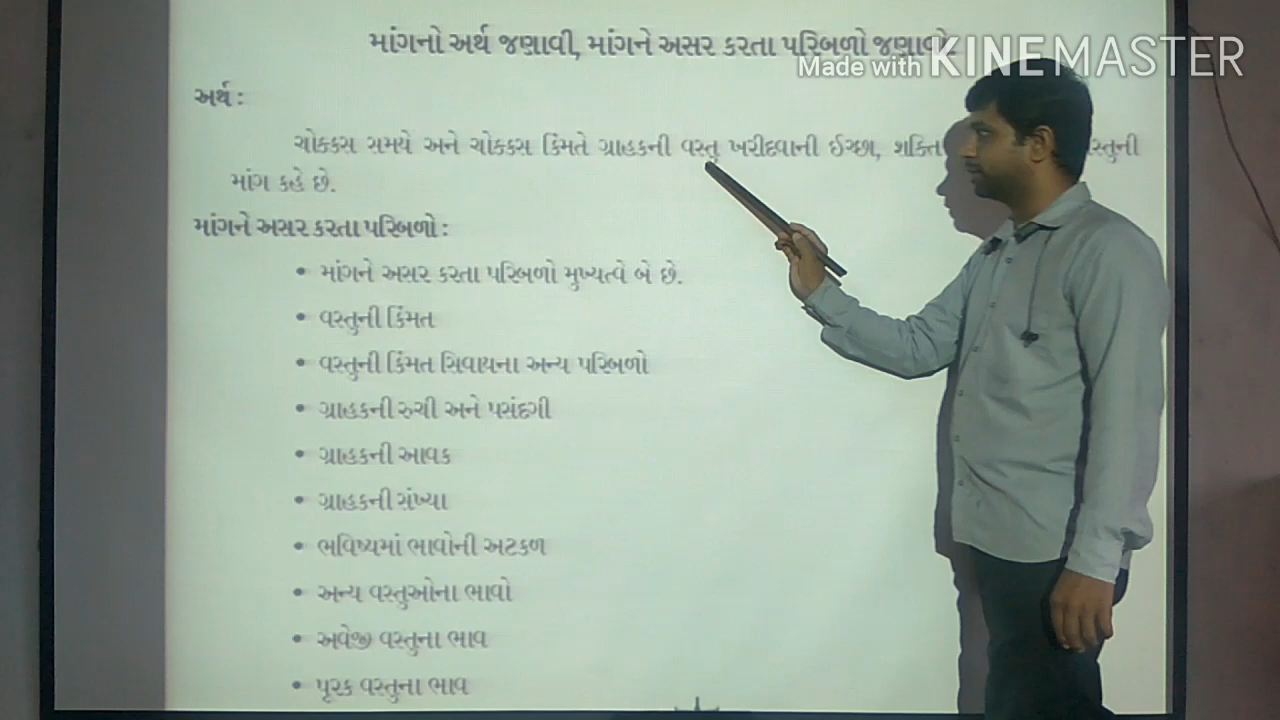 માંગનો અર્થ જણાવી, માંગને અસર કરતા પરિબળો જણાવો.
Made with KINEMASTER
અર્થ :
ચોક્કસ સમયે અને ચોક્કસ કિંમતે ગ્રાહકની વસ્તુ ખરીદવાની ઈચ્છા, શક્તિ
માંગ કહે છે.
માંગને અસર કરતા પરિબળો :
• માંગને અસર કરતા પરિબળો મુખ્યત્વે બે છે.
• વસ્તુની કિંમત
• વસ્તુની કિંમત સિવાયના અન્ય પરિબળો
• ગ્રાહકની રુચી અને પસંદગી
• ગ્રાહકની આવક
• ગ્રાહકની સંખ્યા
• ભવિષ્યમાં ભાવોની અટકળ
• અન્ય વસ્તુઓના ભાવો
• અવેજી વસ્તુના ભાવ
• પૂરક વસ્તુના ભાવ